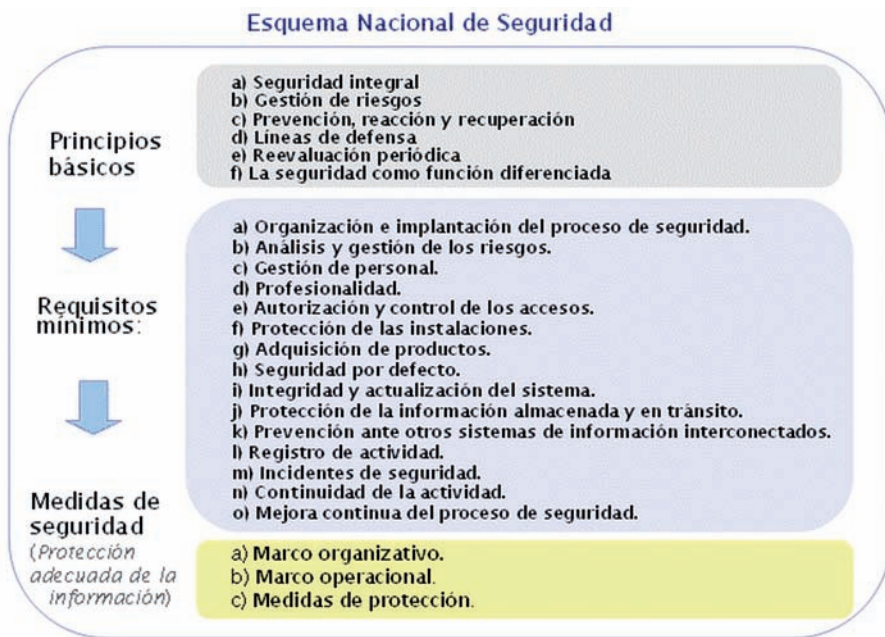 Esquema Nacional de Seguridad
Principios
básicos
a) Seguridad integral
b) Gestión de riesgos
c) Prevención, reacción y recuperación
d) Líneas de defensa
e) Reevaluación periódica
f) La seguridad como función diferenciada
Requisitos
mínimos:
a) Organización e implantación del proceso de seguridad.
b) Análisis y gestión de los riesgos.
c) Gestión de personal.
d) Profesionalidad.
e) Autorización y control de los accesos.
f) Protección de las instalaciones.
g) Adquisición de productos.
h) Seguridad por defecto.
i) Integridad y actualización del sistema.
j) Protección de la información almacenada y en tránsito.
k) Prevención ante otros sistemas de información interconectados.
l) Registro de actividad.
m) Incidentes de seguridad.
n) Continuidad de la actividad.
o) Mejora continua del proceso de seguridad.
Medidas de
seguridad
(Protección
adecuada de la
información)
a) Marco organizativo.
b) Marco operacional.
c) Medidas de protección.